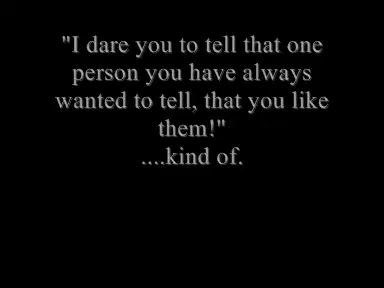 "I dare you to tell that one
person you have always
wanted to tell, that you like
them!"
....kind of.